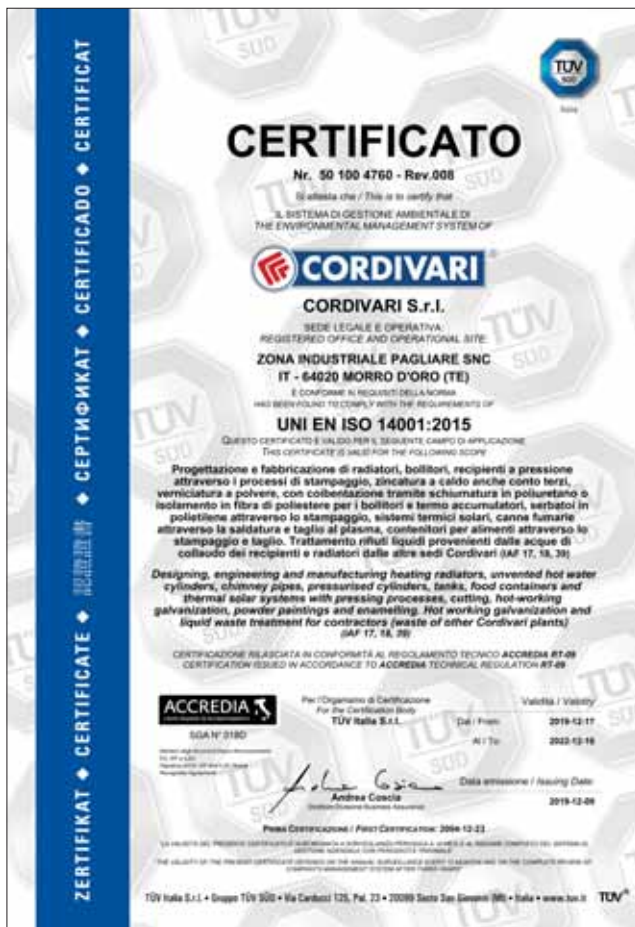 ZERTIFIKAT ◆ CERTIFICATE ◆ 認證證書 ◆ СЕРТИФИКАТ ◆ CERTIFICADO ◆ CERTIFICAT
TÜV
SÜD
Italia
CERTIFICATO
Nr. 50 100 4760 - Rev.008
Si attesta che / This is to certify that
IL SISTEMA DI GESTIONE AMBIENTALE DI
THE ENVIRONMENTAL MANAGEMENT SYSTEM OF
CORDIVARI
CORDIVARI S.r.l.
SEDE LEGALE E OPERATIVA:
REGISTERED OFFICE AND OPERATIONAL SITE:
ZONA INDUSTRIALE PAGLIARE SNC
IT - 64020 MORRO D'ORO (TE)
È CONFORME AI REQUISITI DELLA NORMA
HAS BEEN FOUND TO COMPLY WITH THE REQUIREMENTS OF
UNI EN ISO 14001:2015
QUESTO CERTIFICATO È VALIDO PER IL SEGUENTE CAMPO DI APPLICAZIONE
THIS CERTIFICATE IS VALID FOR THE FOLLOWING SCOPE
Progettazione e fabbricazione di radiatori, bollitori, recipienti a pressione
attraverso i processi di stampaggio, zincatura a caldo anche conto terzi,
verniciatura a polvere, con coibentazione tramite schiumatura in poliuretano o
isolamento in fibra di poliestere per i bollitori e termo accumulatori, serbatoi in
polietilene attraverso lo stampaggio, sistemi termici solari, canne fumarie
attraverso la saldatura e taglio al plasma, contenitori per alimenti attraverso lo
stampaggio e taglio. Trattamento rifiuti liquidi provenienti dalle acque di
collaudo dei recipienti e radiatori dalle altre sedi Cordivari (IAF 17, 18, 39)
Designing, engineering and manufacturing heating radiators, unvented hot water
cylinders, chimney pipes, pressurised cylinders, tanks, food containers and
thermal solar systems with pressing processes, cutting, hot-working
galvanization, powder paintings and enamelling. Hot working galvanization and
liquid waste treatment for contractors (waste of other Cordivari plants)
(IAF 17, 18, 39)
CERTIFICAZIONE RILASCIATA IN CONFORMITÀ AL REGOLAMENTO TECNICO ACCREDIA RT-09
CERTIFICATION ISSUED IN ACCORDANCE TO ACCREDIA TECHNICAL REGULATION RT-09
ACCREDIA
SGA N° 018D
Per l'Organismo di Certificazione
For the Certification Body
TÜV Italia S.r.l.
Validità / Validity
Dal / From: 2019-12-17
Al / To: 2022-12-16
Andrea Coscia
Data emissione / Issuing Date:
2019-12-09
PRIMA CERTIFICAZIONE / FIRST CERTIFICATION: 2004-12-23
TÜV Italia S.r.l. • Gruppo TÜV SÜD • Via Carducci 125, Pal. 23 • 20099 Sesto San Giovanni (MI) • Italia • www.tuv.it TÜV®